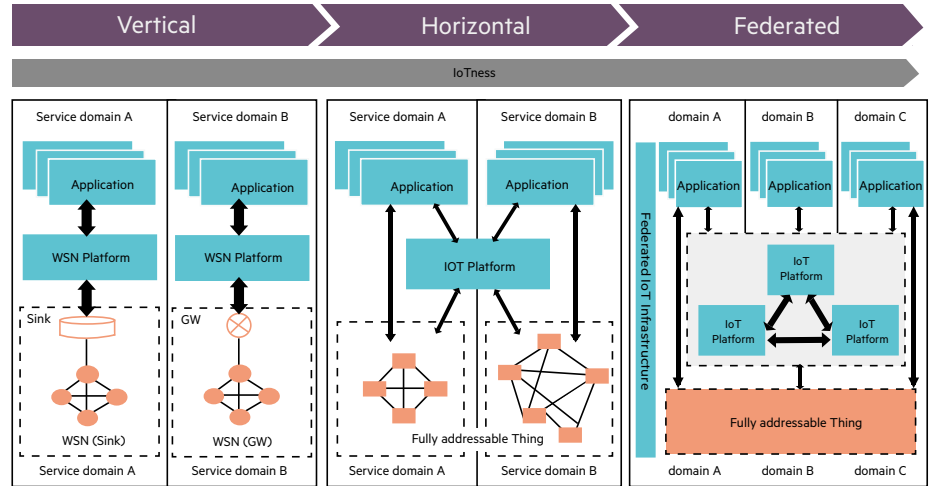 Vertical
Horizontal
Federated
IoTness
Service domain A
Service domain B
Application
Application
WSN Platform
WSN Platform
Sink
GW
WSN (Sink)
WSN (GW)
Service domain A
Service domain B
Service domain A
Service domain B
Application
Application
IOT Platform
Fully addressable Thing
Service domain A
Service domain B
domain A
domain B
domain C
Federated IoT Infrastructure
Application
Application
Application
IoT
Platform
IoT
Platform
IoT
Platform
Fully addressable Thing
domain A
domain B
domain C